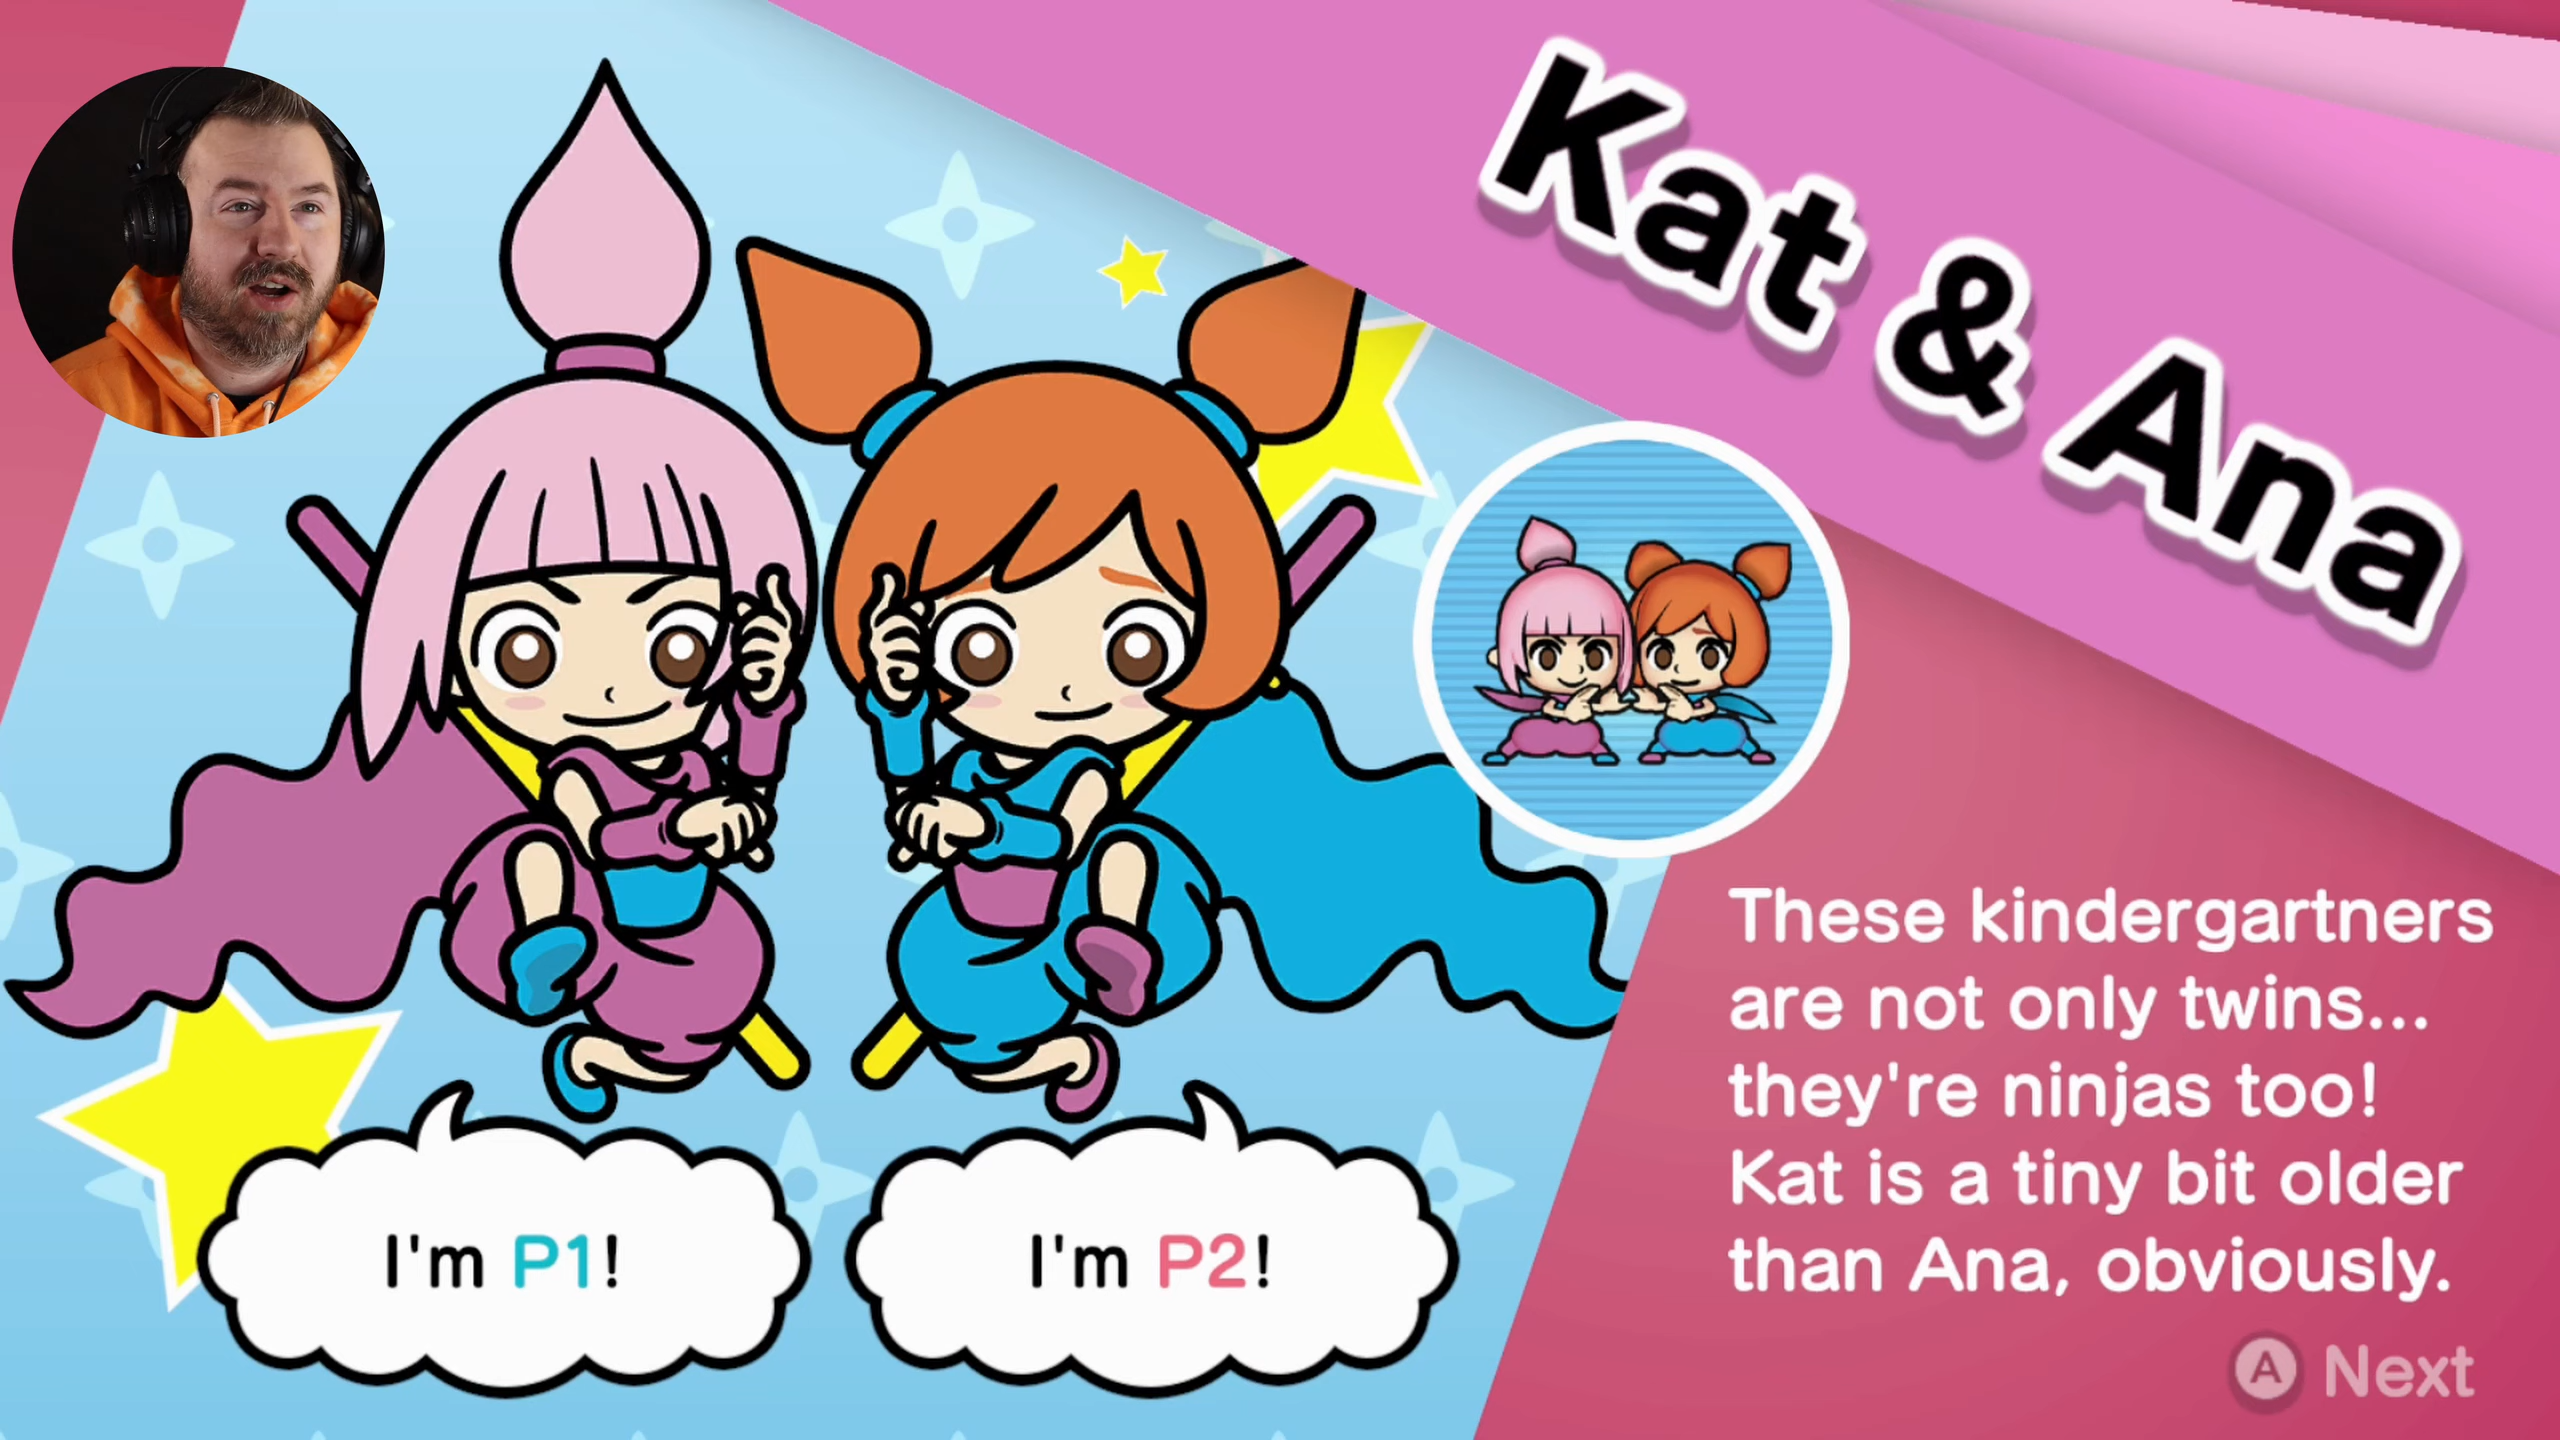 Kat & Ana
These kindergartners
are not only twins...
they're ninjas too!
Kat is a tiny bit older
than Ana, obviously.
I'm P1!
I'm P2!
A Next